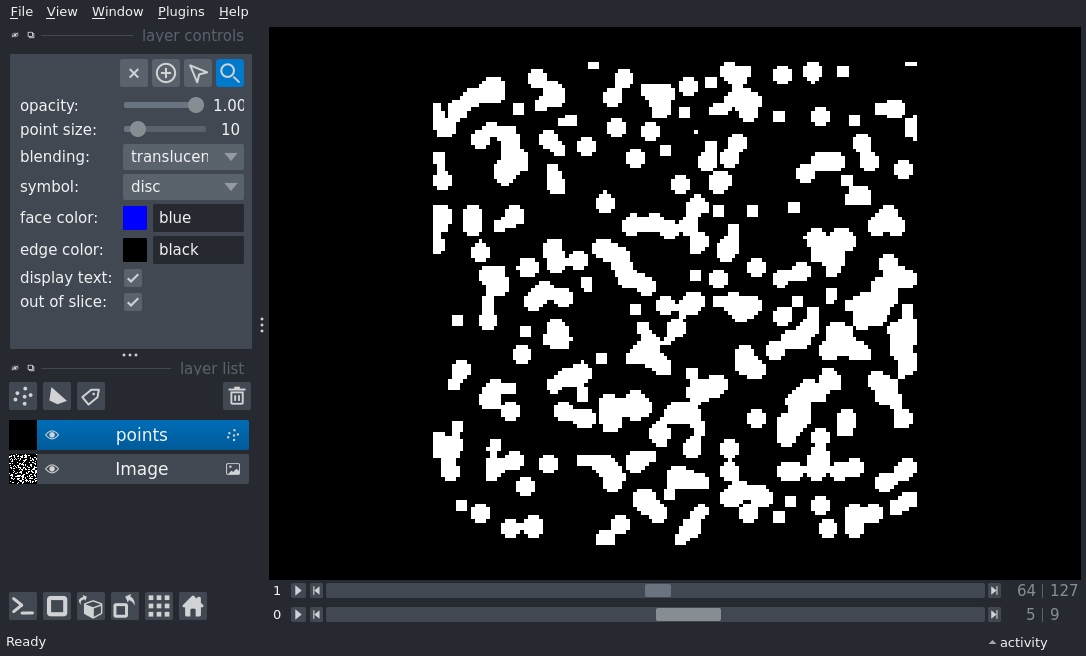 File View Window Plugins Help
layer controls
opacity: 1.00
point size: 10
blending: translucen
symbol: disc
face color: blue
edge color: black
display text:
out of slice:
layer list
points
Image
1 64 127
0 5 9
Ready activity